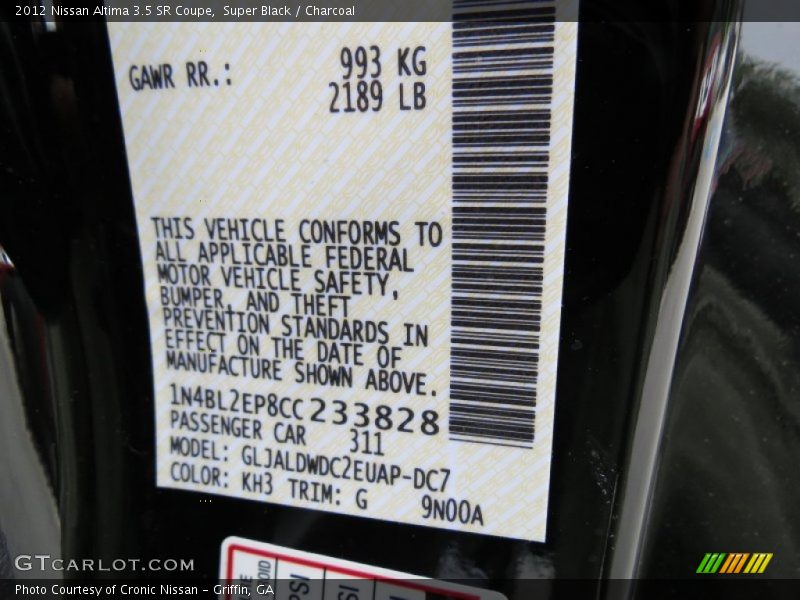 2012 Nissan Altima 3.5 SR Coupe, Super Black / Charcoal
GAWR RR.: 993 KG
2189 LB
THIS VEHICLE CONFORMS TO
ALL APPLICABLE FEDERAL
MOTOR VEHICLE SAFETY,
BUMPER, AND THEFT
PREVENTION STANDARDS IN
EFFECT ON THE DATE OF
MANUFACTURE SHOWN ABOVE.
1N4BL2EP8CC233828
PASSENGER CAR 311
MODEL: GLJALDWDC2EUAP-DC7
COLOR: KH3 TRIM: G 9N00A
PSI
GTCARLOT.COM
Photo Courtesy of Cronic Nissan - Griffin, GA